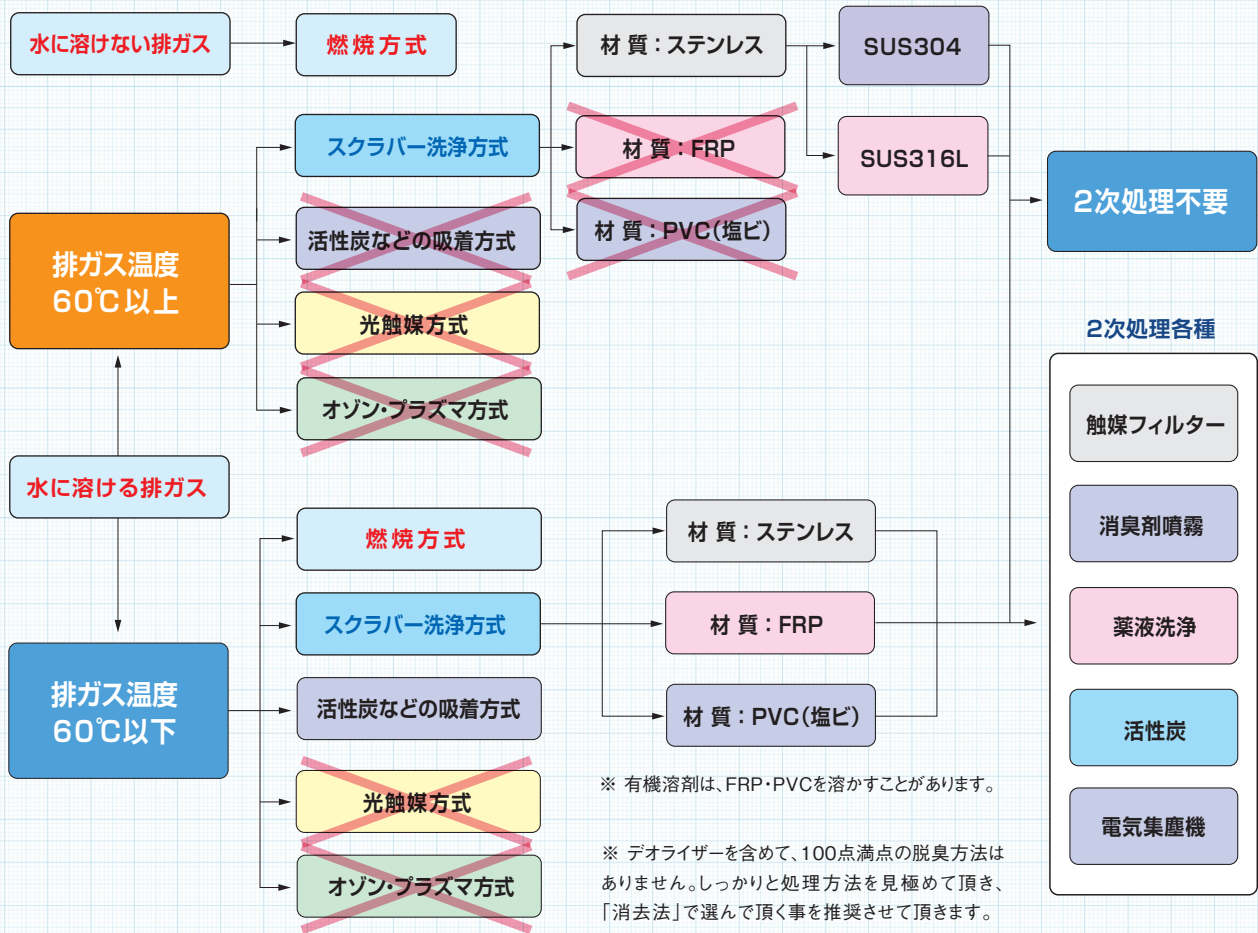 水に溶けない排ガス
燃焼方式
材 質：ステンレス
SUS304
スクラバー洗浄方式
材 質：FRP
SUS316L
活性炭などの吸着方式
材 質：PVC（塩ビ）
2次処理不要
排ガス温度
60℃以上
光触媒方式
オゾン・プラズマ方式
水に溶ける排ガス
排ガス温度
60℃以下
燃焼方式
スクラバー洗浄方式
活性炭などの吸着方式
光触媒方式
オゾン・プラズマ方式
材 質：ステンレス
材 質：FRP
材 質：PVC（塩ビ）
※ 有機溶剤は、FRP・PVCを溶かすことがあります。
※ デオライザーを含めて、100点満点の脱臭方法は
ありません。しっかりと処理方法を見極めて頂き、
「消去法」で選んで頂く事を推奨させて頂きます。
2次処理各種
触媒フィルター
消臭剤噴霧
薬液洗浄
活性炭
電気集塵機